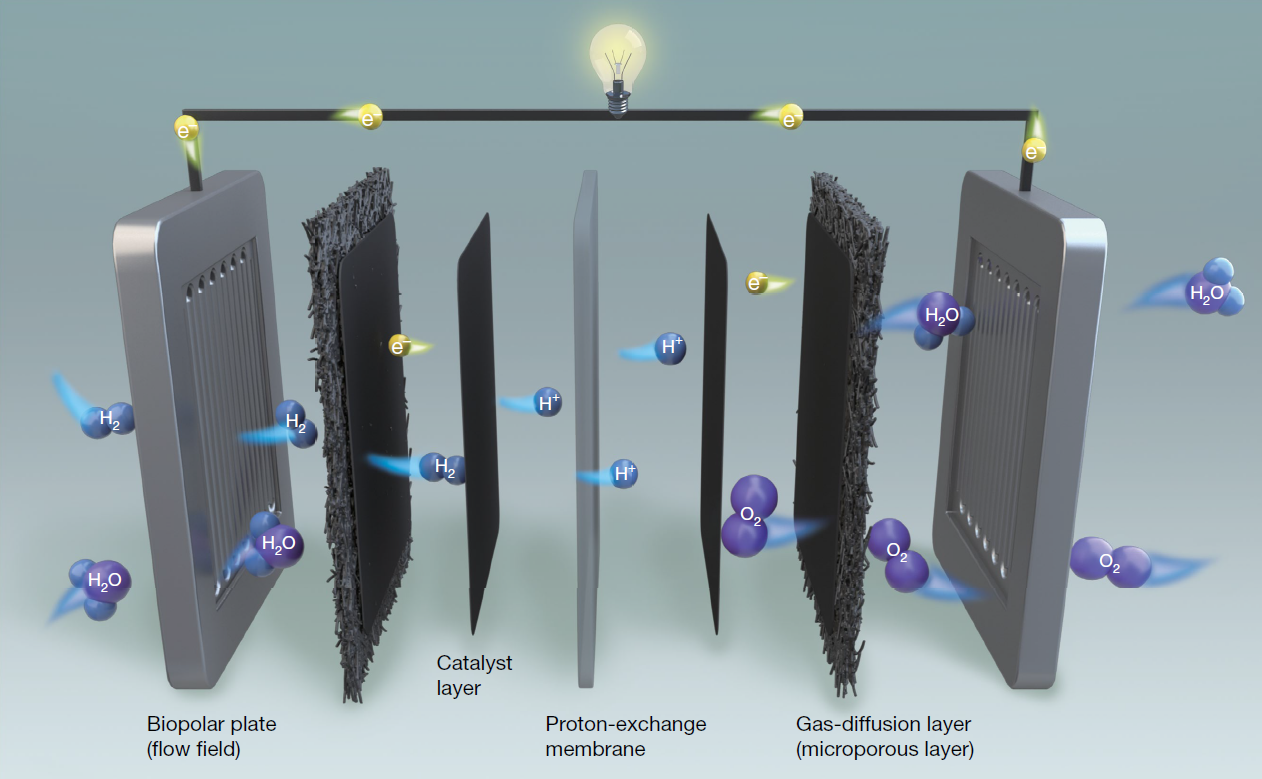 e⁻
e⁻
e⁻
e⁻
e⁻
H₂O
H₂O
e⁻
H⁺
H⁺
H₂
H₂
H₂
H⁺
O₂
H₂O
O₂
O₂
H₂O
Catalyst
layer
Biopolar plate
(flow field)
Proton-exchange
membrane
Gas-diffusion layer
(microporous layer)